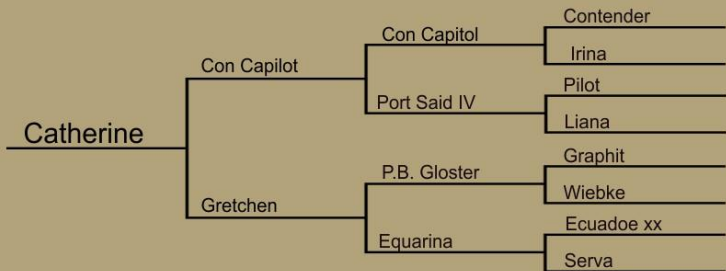 Contender
Con Capitol
Irina
Con Capilot
Pilot
Port Said IV
Liana
Catherine
Graphit
P.B. Gloster
Wiebke
Gretchen
Ecuadoe xx
Equarina
Serva